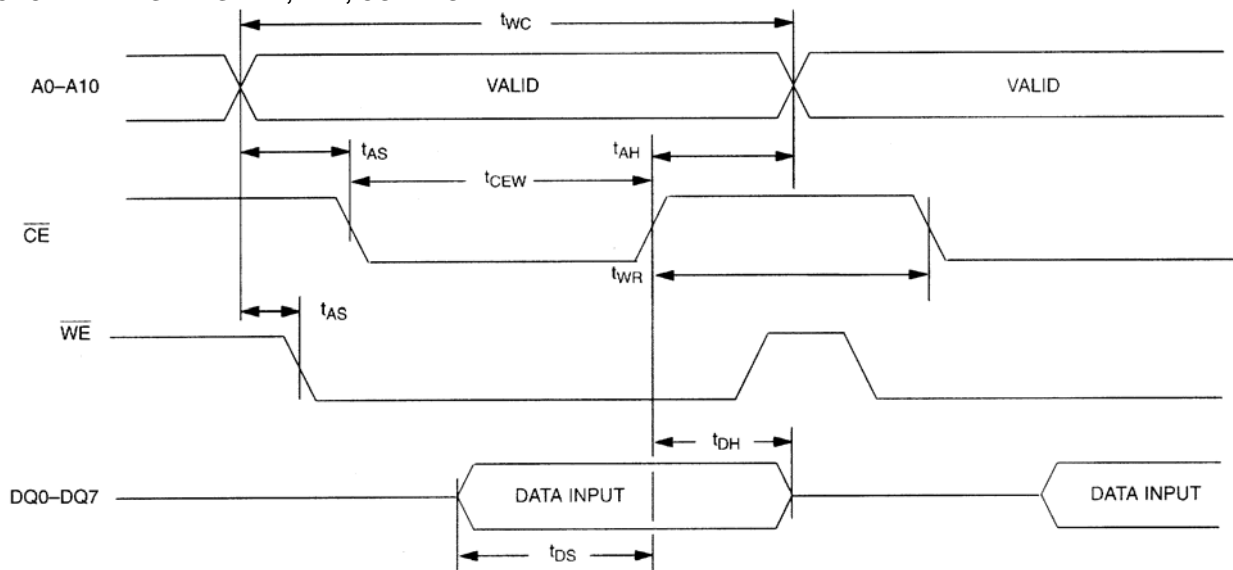 tWC
A0–A10 VALID VALID
tAS tAH
tCEW
CE
tWR
tAS
WE
tDH
DQ0–DQ7 DATA INPUT DATA INPUT
tDS